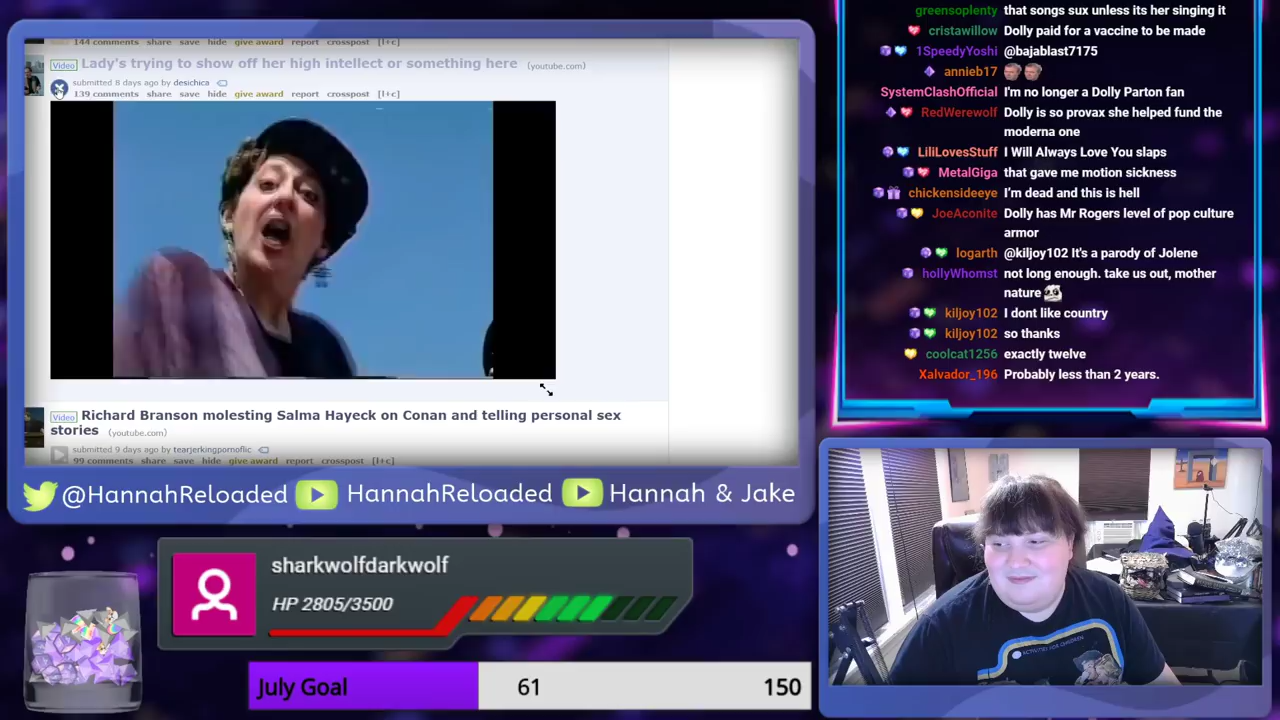 144 comments share save hide give award report crosspost [l+c]
Video Lady's trying to show off her high intellect or something here (youtube.com)
submitted 8 days ago by desichica
139 comments share save hide give award report crosspost [l+c]
Video Richard Branson molesting Salma Hayeck on Conan and telling personal sex
stories (youtube.com)
submitted 9 days ago by tearjerkingpornoflic
99 comments share save hide give award report crosspost [l+c]
@HannahReloaded HannahReloaded Hannah & Jake
sharkwolfdarkwolf
HP 2805/3500
July Goal 61 150
greensoplenty that songs sux unless its her singing it
cristawillow Dolly paid for a vaccine to be made
1SpeedyYoshi @bajablast7175
annieb17
SystemClashOfficial I'm no longer a Dolly Parton fan
RedWerewolf Dolly is so provax she helped fund the
moderna one
LiliLovesStuff I Will Always Love You slaps
MetalGiga that gave me motion sickness
chickensideeye I'm dead and this is hell
JoeAconite Dolly has Mr Rogers level of pop culture
armor
logarth @kiljoy102 It's a parody of Jolene
hollyWhomst not long enough. take us out, mother
nature
kiljoy102 I dont like country
kiljoy102 so thanks
coolcat1256 exactly twelve
Xalvador_196 Probably less than 2 years.
ACTIVITIES FOR CHILDREN